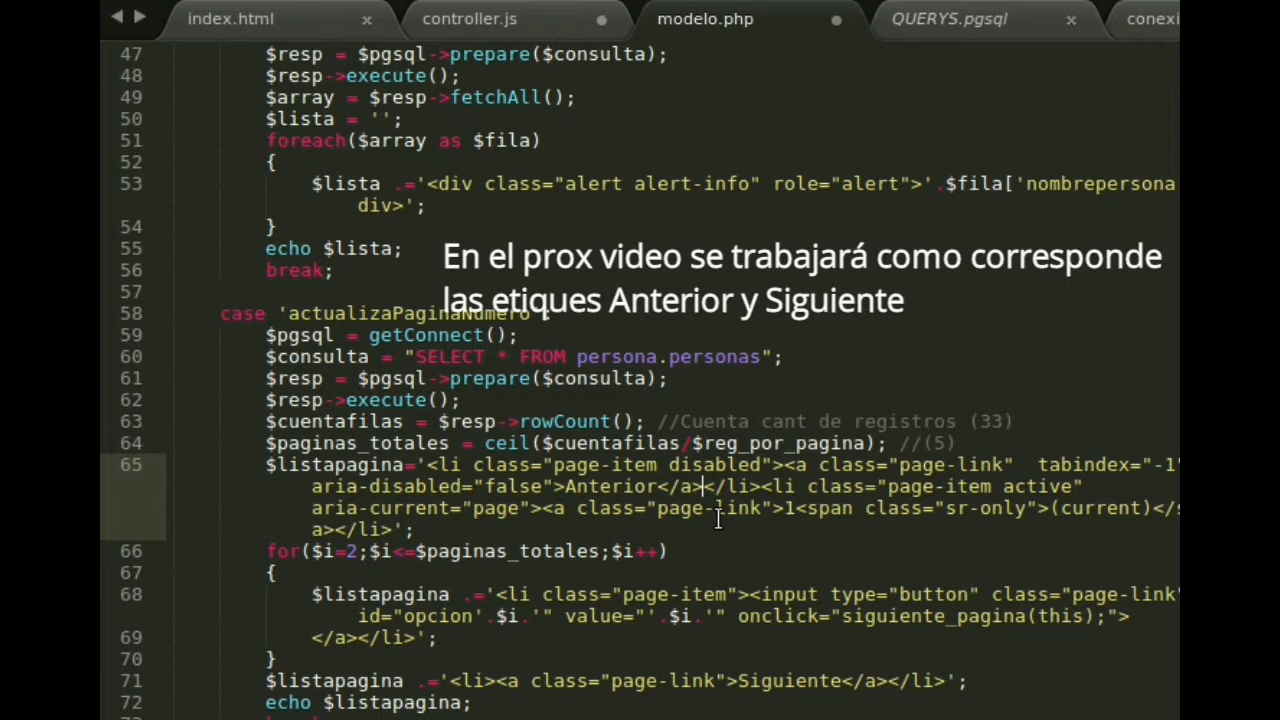 index.html ×
controller.js
modelo.php
QUERYS.pgsql ×
conexi
47 $resp = $pgsql->prepare($consulta);
48 $resp->execute();
49 $array = $resp->fetchAll();
50 $lista = '';
51 foreach($array as $fila)
52 {
53 $lista .='<div class="alert alert-info" role="alert">'.$fila['nombrepersona
div>';
54 }
55 echo $lista;
56 break;
En el prox video se trabajará como corresponde
las etiques Anterior y Siguiente
57
58 case 'actualizaPaginaNumero':
59 $pgsql = getConnect();
60 $consulta = "SELECT * FROM persona.personas";
61 $resp = $pgsql->prepare($consulta);
62 $resp->execute();
63 $cuentafilas = $resp->rowCount(); //Cuenta cant de registros (33)
64 $paginas_totales = ceil($cuentafilas/$reg_por_pagina); //(5)
65 $listapagina='<li class="page-item disabled"><a class="page-link" tabindex="-1"
aria-disabled="false">Anterior</a></li><li class="page-item active"
aria-current="page"><a class="page-link">1<span class="sr-only">(current)</s
a></li>';
66 for($i=2;$i<=$paginas_totales;$i++)
67 {
68 $listapagina .='<li class="page-item"><input type="button" class="page-link"
id="opcion'.$i.'" value="'.$i.'" onclick="siguiente_pagina(this);">
69 </a></li>';
70 }
71 $listapagina .='<li><a class="page-link">Siguiente</a></li>';
72 echo $listapagina;